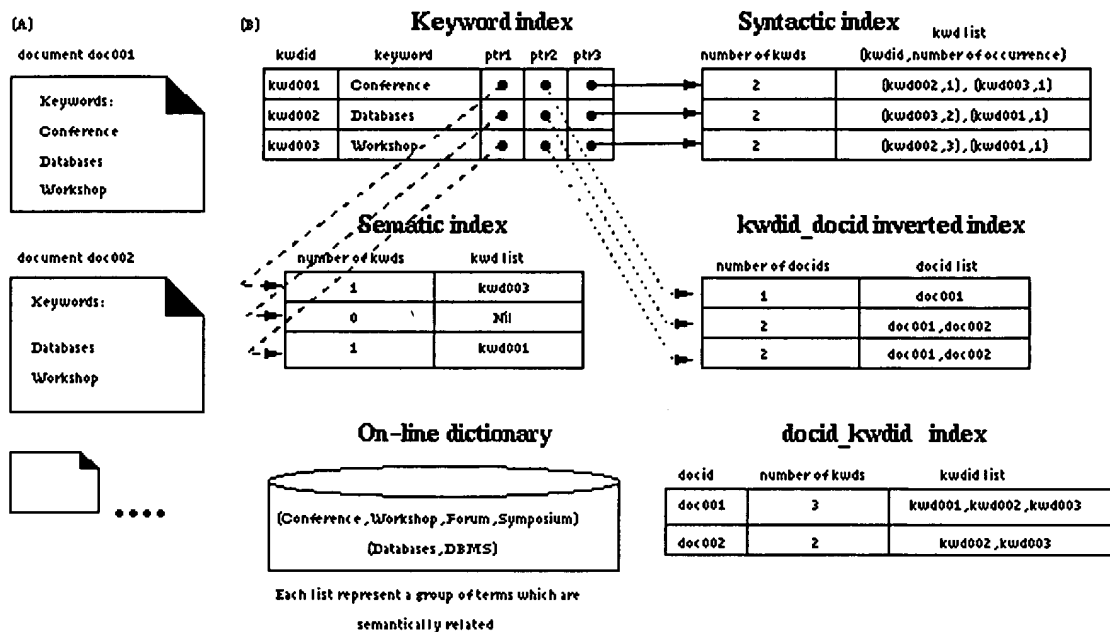 (A)
document doc001
Keywords:
Conference
Databases
Workshop
document doc002
Keywords:
Databases
Workshop
(B)
Keyword index
kwdid keyword ptr1 ptr2 ptr3
kwd001 Conference
kwd002 Databases
kwd003 Workshop
Syntactic index
kwd list
number of kwds (kwdid,number of occurrence)
2 (kwd002,1), (kwd003,1)
2 (kwd003,2),(kwd001,1)
2 (kwd002,3),(kwd001,1)
Sematic index
number of kwds kwd list
1 kwd003
0 Nil
1 kwd001
kwdid_docid inverted index
number of docids docid list
1 doc001
2 doc001,doc002
2 doc001,doc002
On-line dictionary
(Conference,Workshop,Forum,Symposium)
(Databases,DBMS)
Each list represent a group of terms which are
semantically related
docid_kwdid index
docid number of kwds kwdid list
doc001 3 kwd001,kwd002,kwd003
doc002 2 kwd002,kwd003